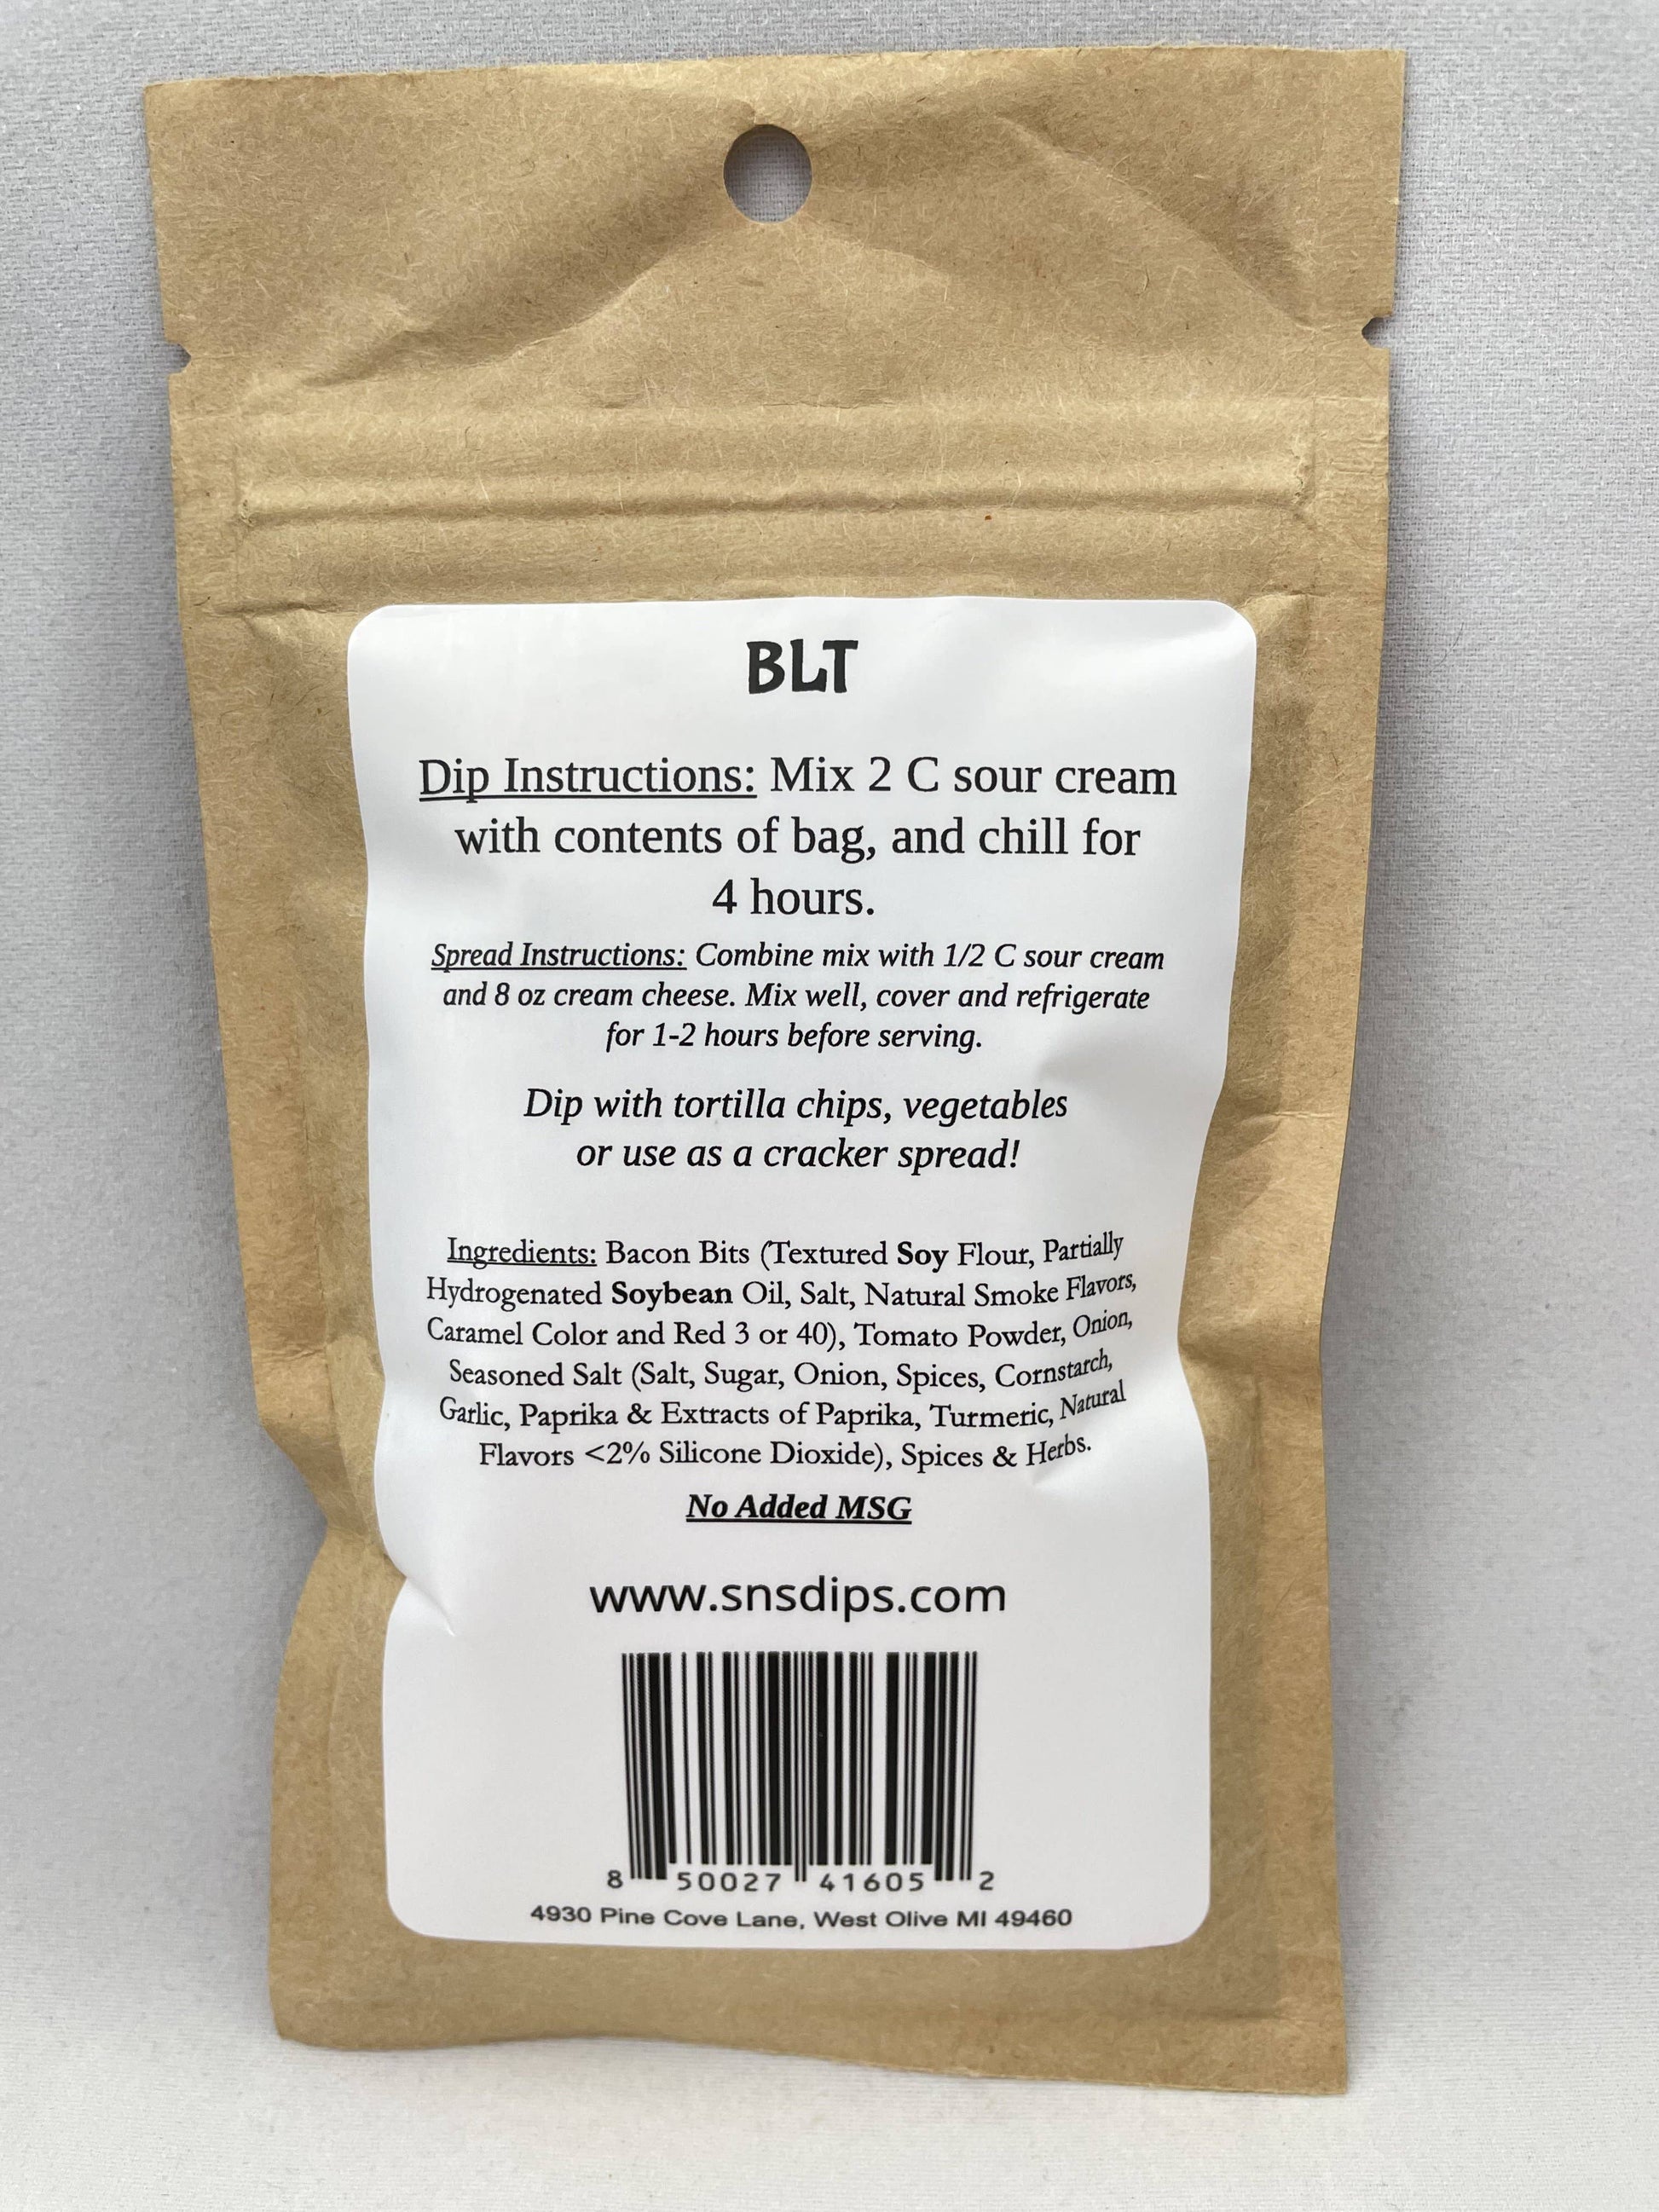 BLT
Dip Instructions: Mix 2 C sour cream
with contents of bag, and chill for
4 hours.
Spread Instructions: Combine mix with 1/2 C sour cream
and 8 oz cream cheese. Mix well, cover and refrigerate
for 1-2 hours before serving.
Dip with tortilla chips, vegetables
or use as a cracker spread!
Ingredients: Bacon Bits (Textured Soy Flour, Partially
Hydrogenated Soybean Oil, Salt, Natural Smoke Flavors,
Caramel Color and Red 3 or 40), Tomato Powder, Onion,
Seasoned Salt (Salt, Sugar, Onion, Spices, Cornstarch,
Garlic, Paprika & Extracts of Paprika, Turmeric, Natural
Flavors <2% Silicone Dioxide), Spices & Herbs.
No Added MSG
www.snsdips.com
8 50027 41605 2
4930 Pine Cove Lane, West Olive MI 49460